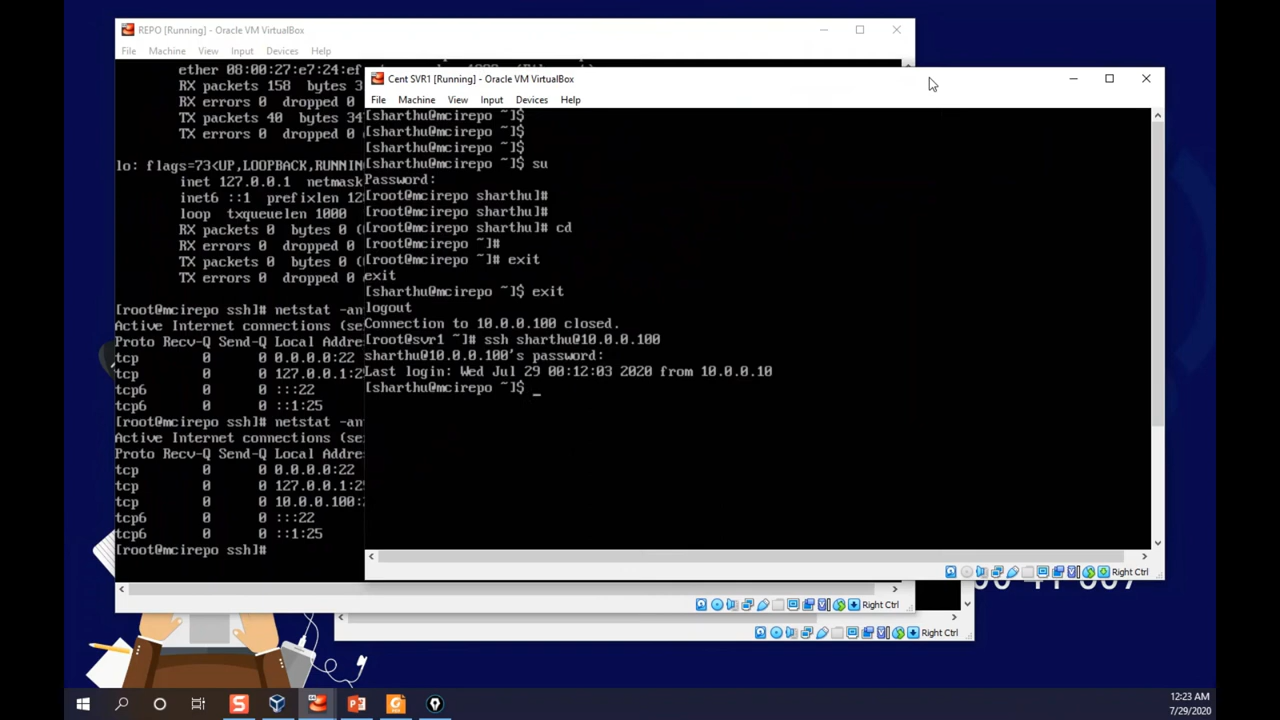 REPO [Running] - Oracle VM VirtualBox
File Machine View Input Devices Help
ether 08:00:27:e7:24:ef
RX packets 158 bytes 3
RX errors 0 dropped 0
TX packets 40 bytes 34
TX errors 0 dropped 0
lo: flags=73<UP,LOOPBACK,RUNNIN
inet 127.0.0.1 netmask
inet6 ::1 prefixlen 12
loop txqueuelen 1000
RX packets 0 bytes 0 (
RX errors 0 dropped 0
TX packets 0 bytes 0 (
TX errors 0 dropped 0
[root@mcirepo ssh]# netstat -an
Active Internet connections (se
Proto Recv-Q Send-Q Local Addre
tcp 0 0 0.0.0.0:22
tcp 0 0 127.0.0.1:2
tcp6 0 0 :::22
tcp6 0 0 ::1:25
[root@mcirepo ssh]# netstat -an
Active Internet connections (se
Proto Recv-Q Send-Q Local Addre
tcp 0 0 0.0.0.0:22
tcp 0 0 127.0.0.1:2
tcp 0 0 10.0.0.100:
tcp6 0 0 :::22
tcp6 0 0 ::1:25
[root@mcirepo ssh]#
Right Ctrl
Cent SVR1 [Running] - Oracle VM VirtualBox
File Machine View Input Devices Help
[sharthu@mcirepo ~]$
[sharthu@mcirepo ~]$
[sharthu@mcirepo ~]$
[sharthu@mcirepo ~]$ su
Password:
[root@mcirepo sharthu]#
[root@mcirepo sharthu]#
[root@mcirepo sharthu]# cd
[root@mcirepo ~]#
[root@mcirepo ~]# exit
exit
[sharthu@mcirepo ~]$ exit
logout
Connection to 10.0.0.100 closed.
[root@svr1 ~]# ssh sharthu@10.0.0.100
sharthu@10.0.0.100's password:
Last login: Wed Jul 29 00:12:03 2020 from 10.0.0.10
[sharthu@mcirepo ~]$ _
Right Ctrl
Right Ctrl
12:23 AM
7/29/2020